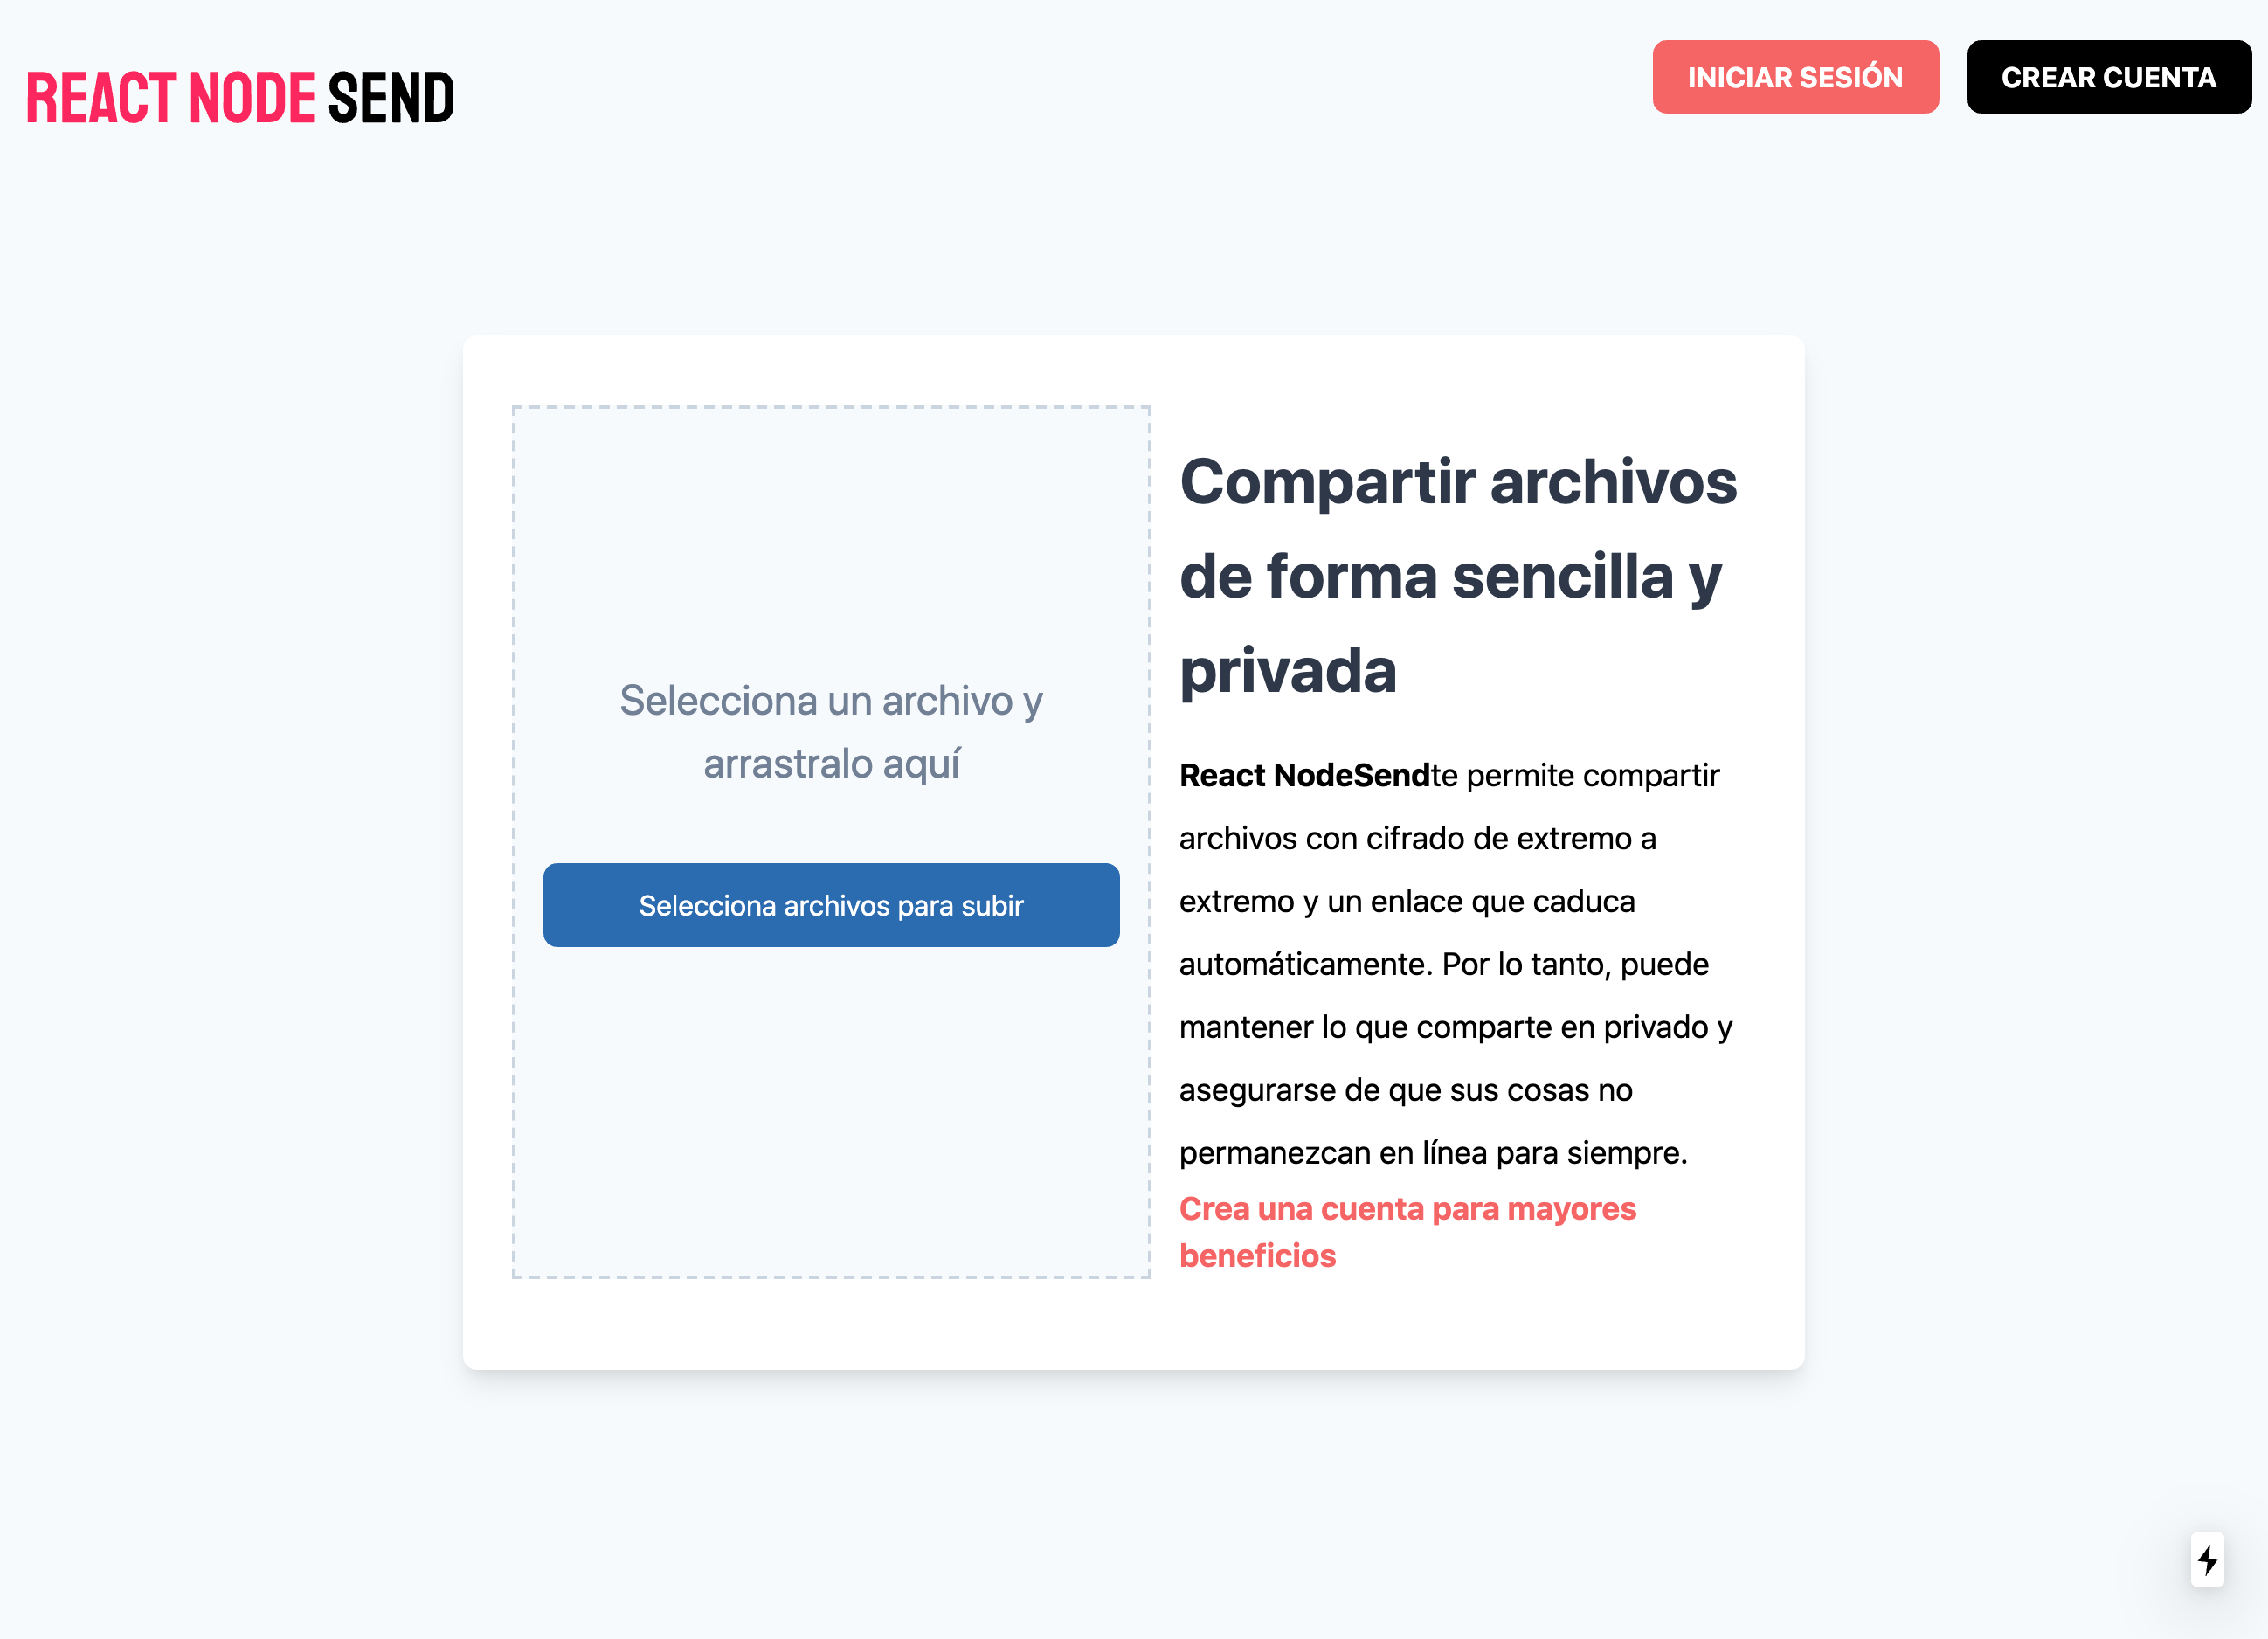 REACT NODE SEND
INICIAR SESIÓN
CREAR CUENTA
Selecciona un archivo y
arrastralo aquí
Selecciona archivos para subir
Compartir archivos
de forma sencilla y
privada
React NodeSendte permite compartir
archivos con cifrado de extremo a
extremo y un enlace que caduca
automáticamente. Por lo tanto, puede
mantener lo que comparte en privado y
asegurarse de que sus cosas no
permanezcan en línea para siempre.
Crea una cuenta para mayores
beneficios